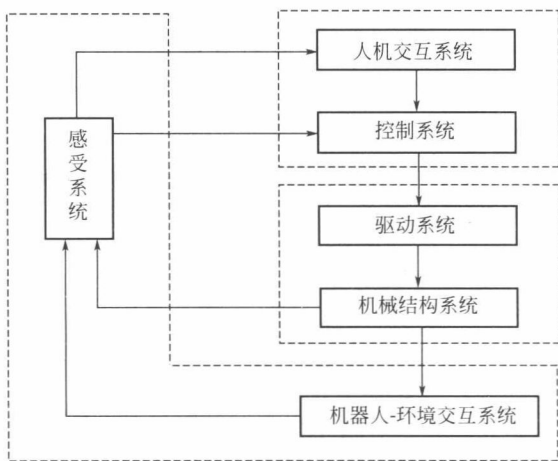 人机交互系统
控制系统
感受系统
驱动系统
机械结构系统
机器人-环境交互系统